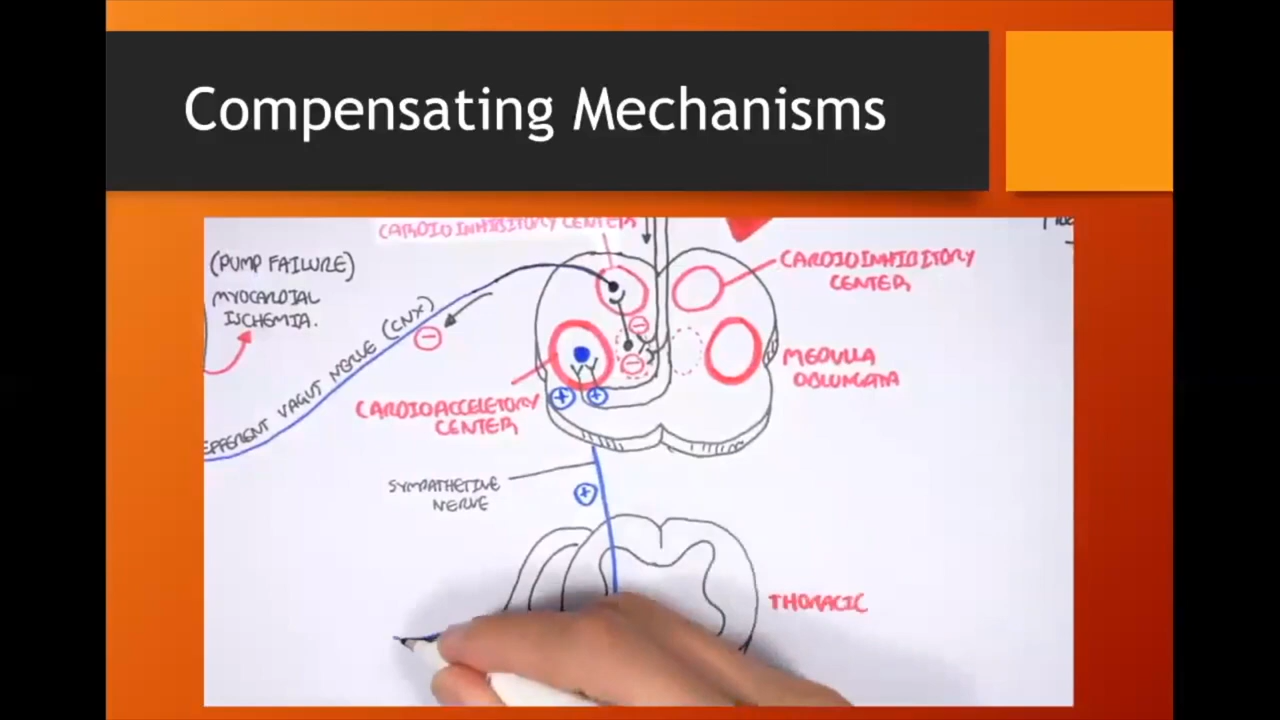 Compensating Mechanisms
CARDIOINHIBITORY CENTER
(PUMP FAILURE)
MYOCARDIAL
ISCHEMIA.
EFFERENT VAGUS NERVE (CNX)
CARDIOINHIBITORY
CENTER
MEDULLA
OBLONGATA
CARDIOACCELETORY
CENTER
SYMPATHETIVE
NERVE
THORACIC